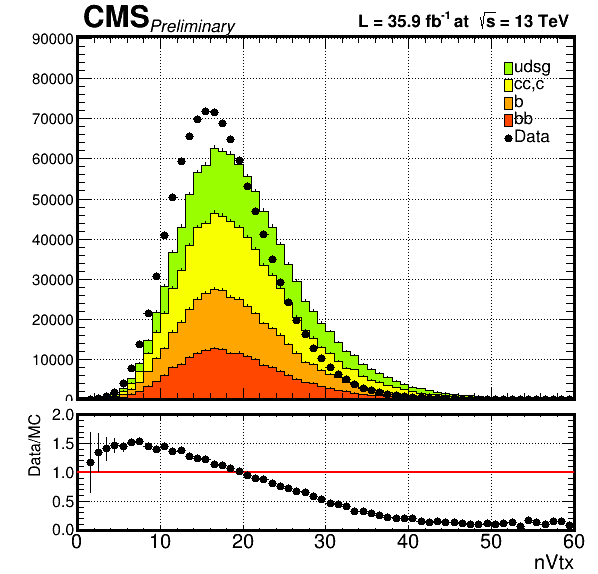 CMS Preliminary L = 35.9 fb⁻¹ at √s = 13 TeV
90000
80000
70000
60000
50000
40000
30000
20000
10000
0
udsg
cc,c
b
bb
Data
Data/MC
2.0
1.5
1.0
0.5
0.0
0 10 20 30 40 50 60
nVtx